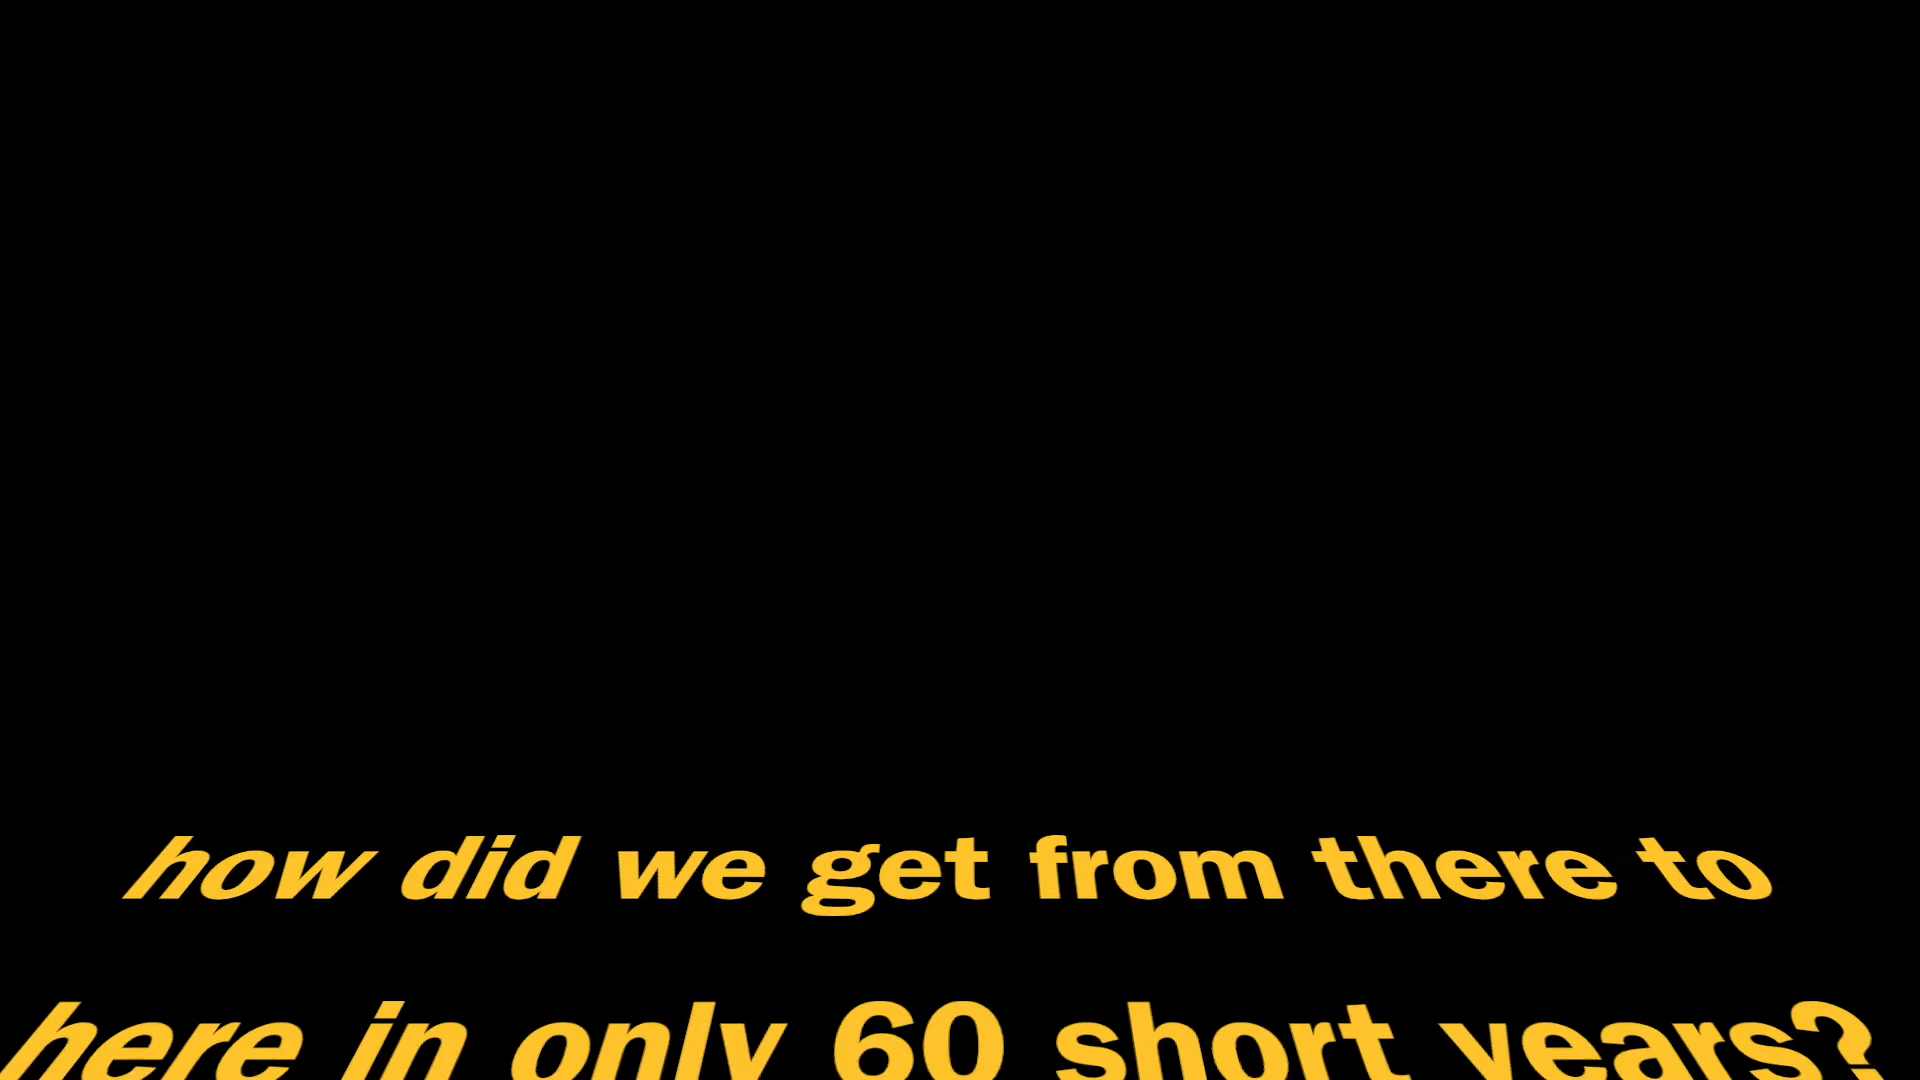 how did we get from there to
here in only 60 short years?